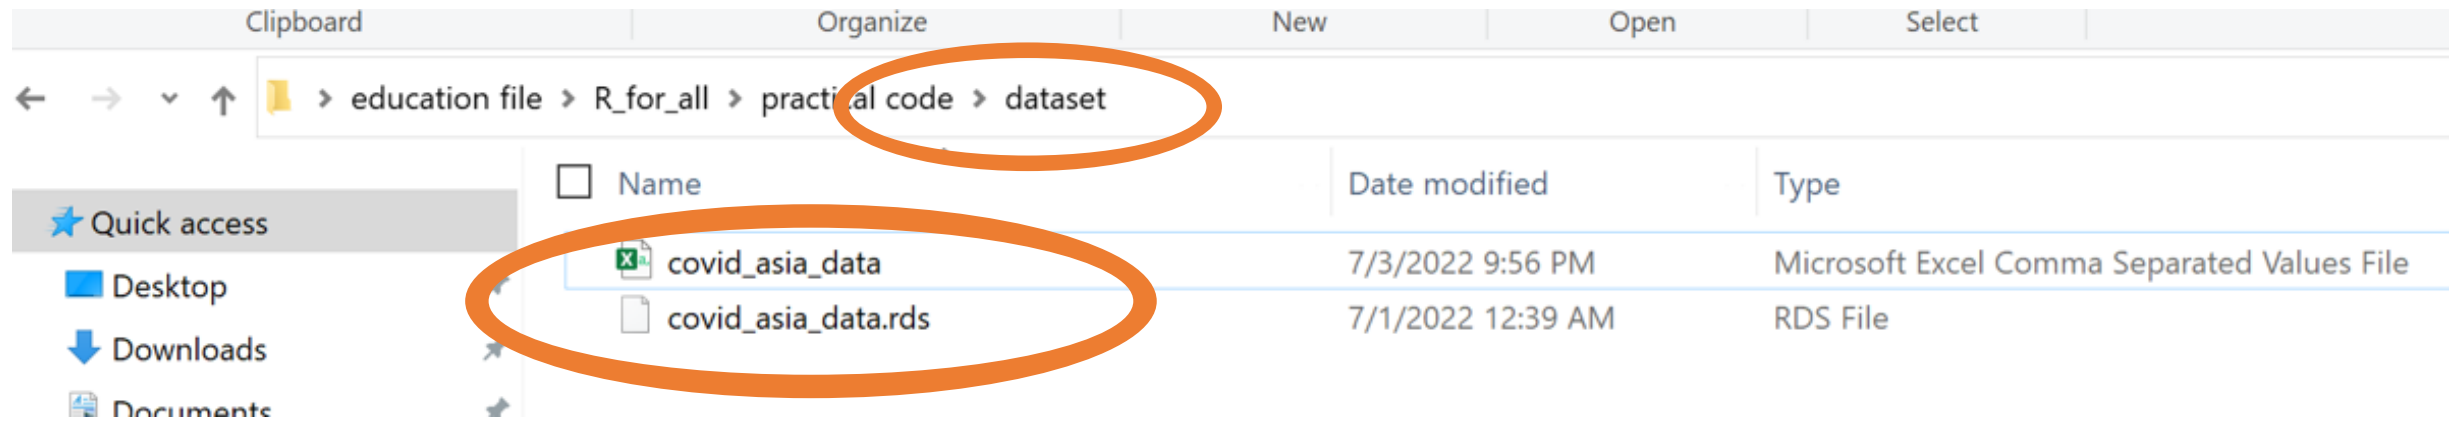 Clipboard Organize New Open Select
education file > R_for_all > practical code > dataset
Name Date modified Type
Quick access
covid_asia_data 7/3/2022 9:56 PM Microsoft Excel Comma Separated Values File
Desktop
covid_asia_data.rds 7/1/2022 12:39 AM RDS File
Downloads
Documents